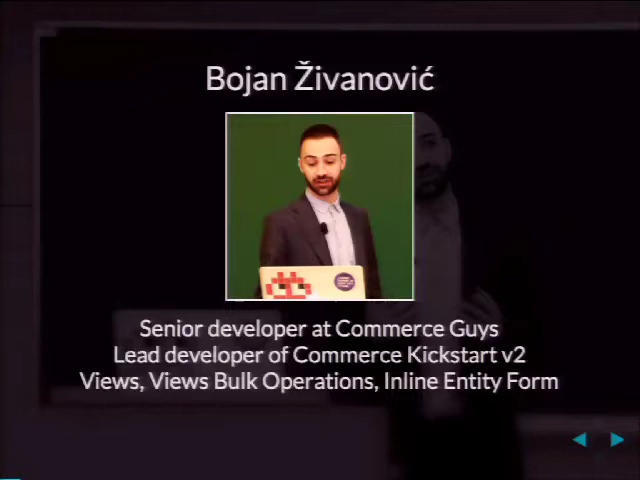 Bojan Živanović
Senior developer at Commerce Guys
Lead developer of Commerce Kickstart v2
Views, Views Bulk Operations, Inline Entity Form